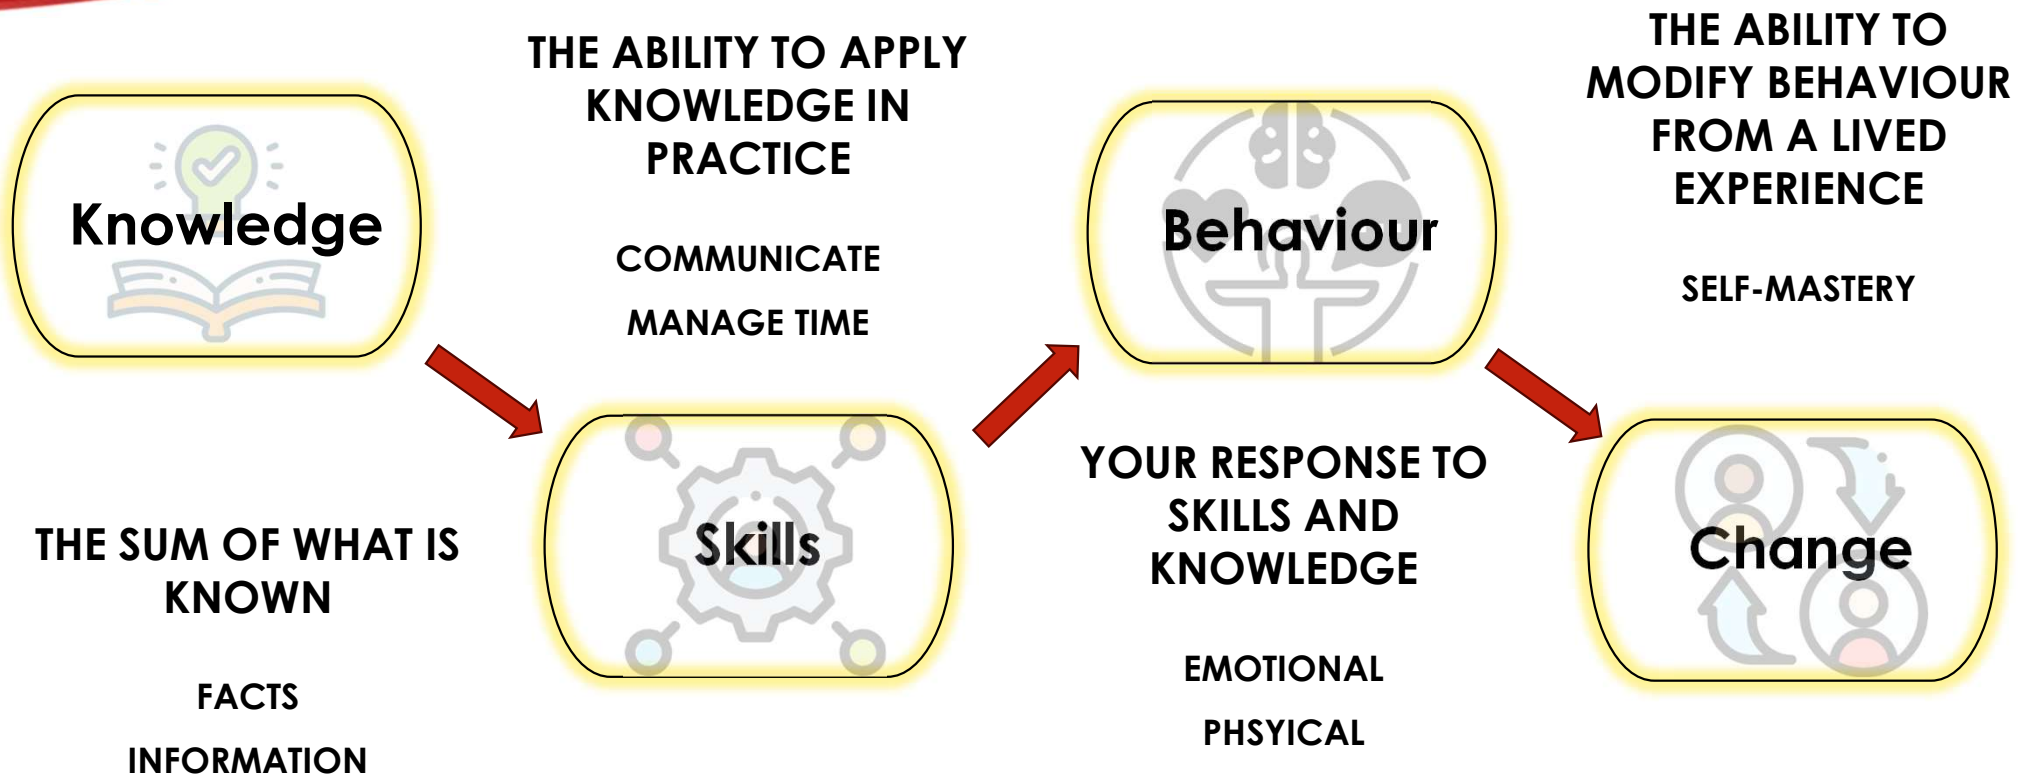 Knowledge
THE SUM OF WHAT IS
KNOWN
FACTS
INFORMATION
THE ABILITY TO APPLY
KNOWLEDGE IN
PRACTICE
COMMUNICATE
MANAGE TIME
Skills
Behaviour
YOUR RESPONSE TO
SKILLS AND
KNOWLEDGE
EMOTIONAL
PHSYICAL
THE ABILITY TO
MODIFY BEHAVIOUR
FROM A LIVED
EXPERIENCE
SELF-MASTERY
Change